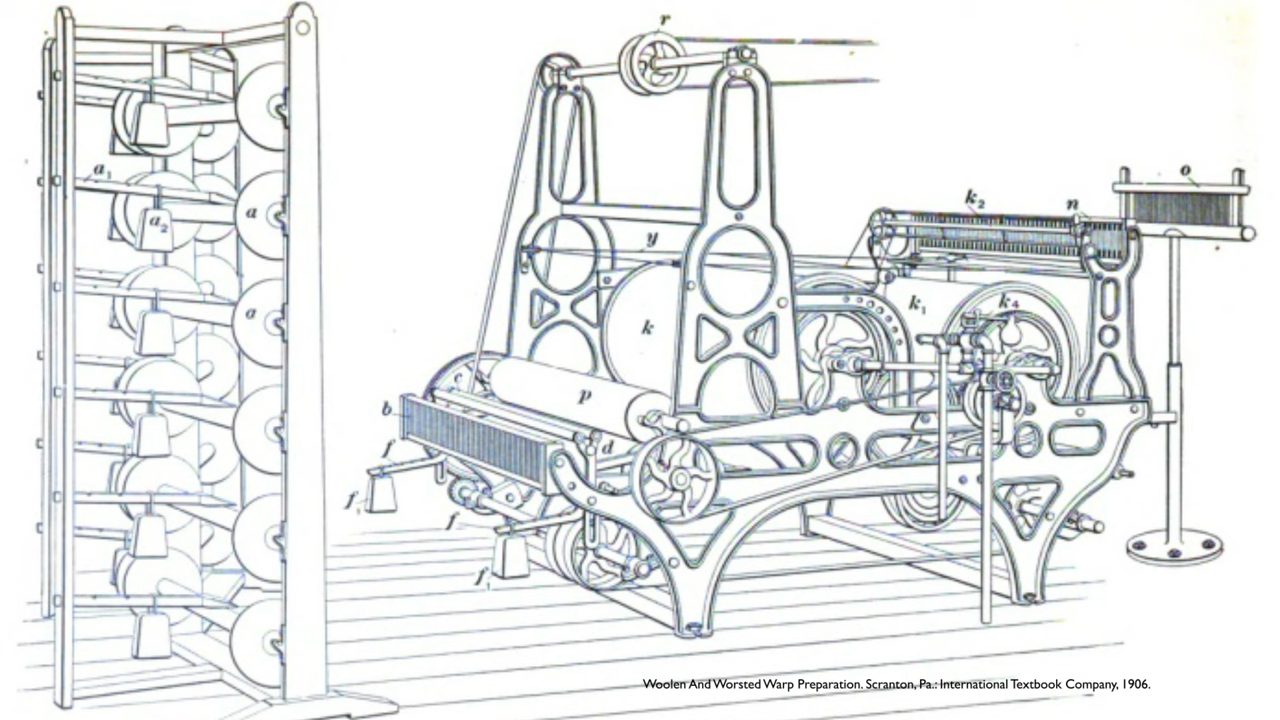 r
a1
o
k2
n
a2
a
y
a
k
k1
k4
c
p
b
d
f
f1
f
f1
Woolen And Worsted Warp Preparation. Scranton, Pa.: International Textbook Company, 1906.